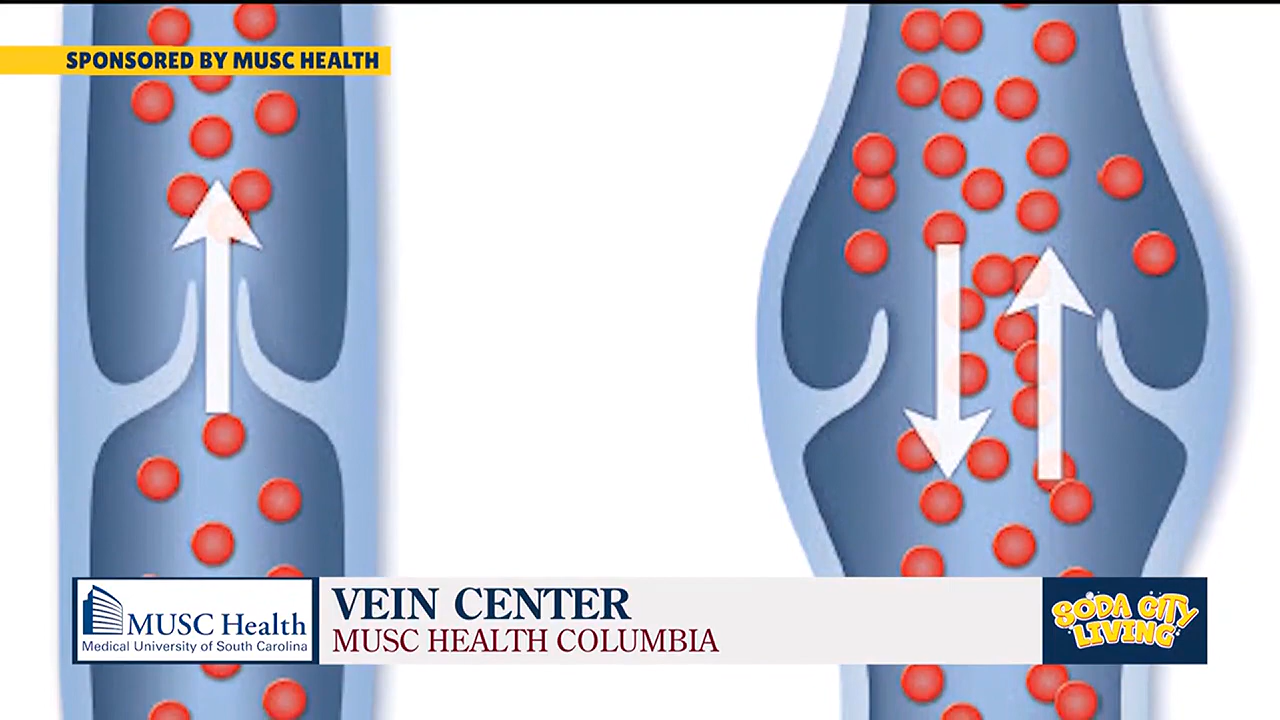 SPONSORED BY MUSC HEALTH
MUSC Health
Medical University of South Carolina
VEIN CENTER
MUSC HEALTH COLUMBIA
SODA CITY
LIVING